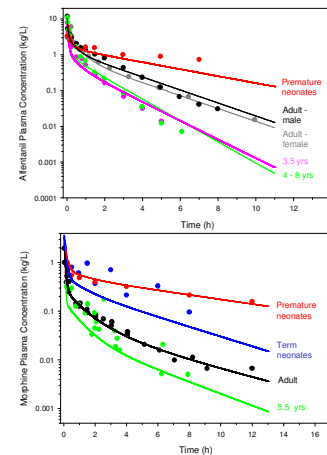 Alfentanil Plasma Concentration (kg/L)
10
1
0.1
0.01
0.001
0.0001
Premature
neonates
Adult -
male
Adult -
female
3.5 yrs
4 - 8 yrs
0 2 4 6 8 10 12 14
Time (h)
Morphine Plasma Concentration (kg/L)
1
0.1
0.01
0.001
Premature
neonates
Term
neonates
Adult
5.5 yrs
0 2 4 6 8 10 12 14 16
Time (h)